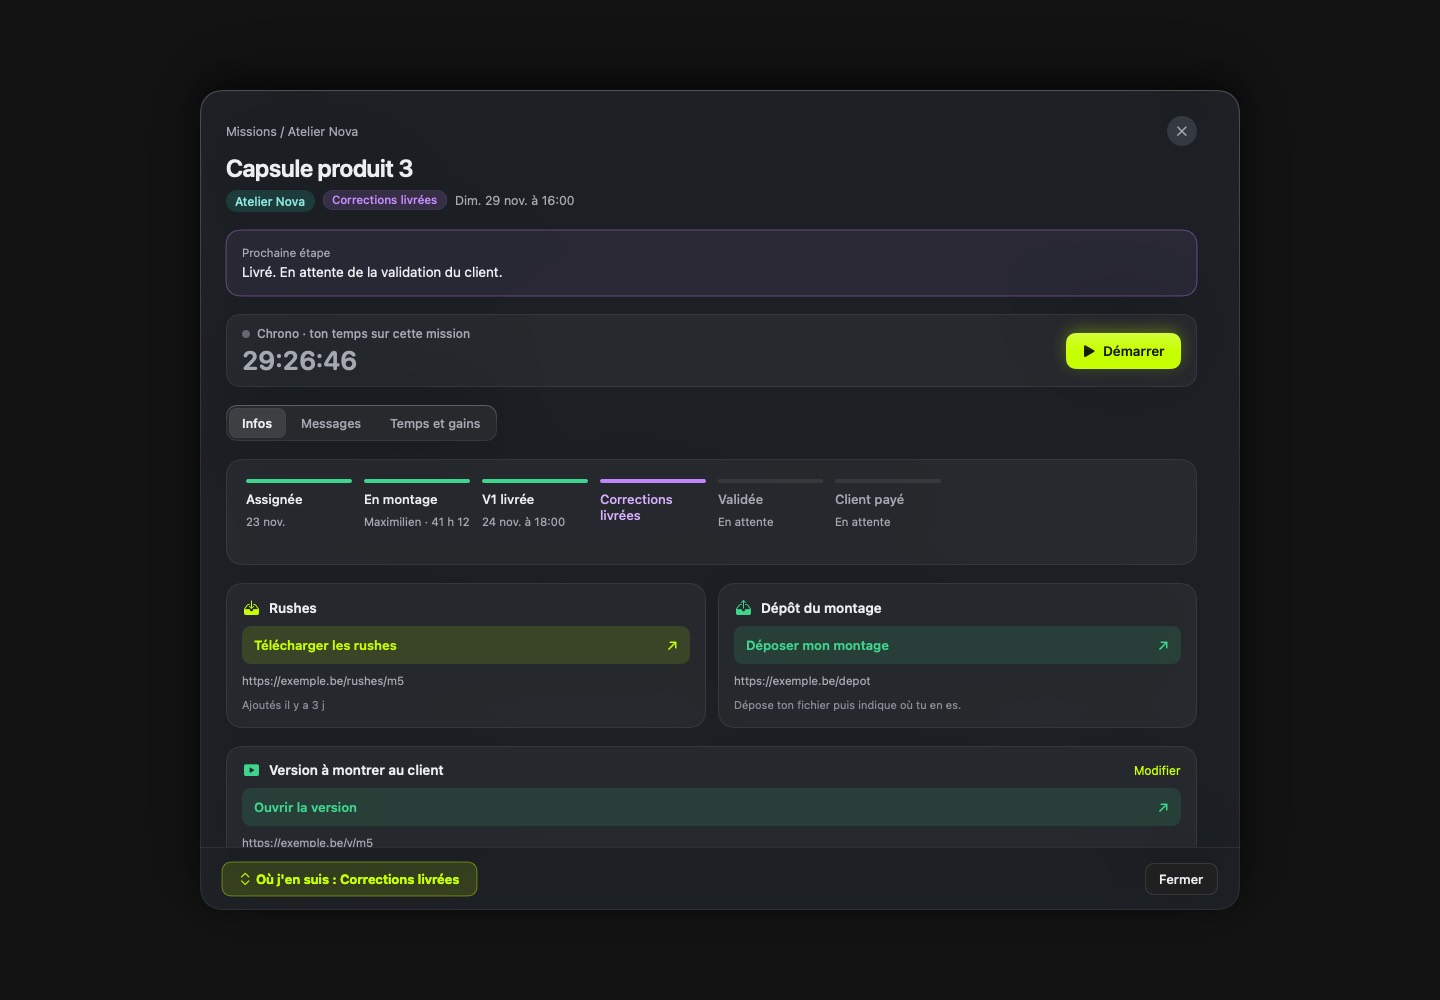 Missions / Atelier Nova
Capsule produit 3
Atelier Nova Corrections livrées Dim. 29 nov. à 16:00
Prochaine étape
Livré. En attente de la validation du client.
Chrono · ton temps sur cette mission
29:26:46
Démarrer
Infos Messages Temps et gains
Assignée
23 nov.
En montage
Maximilien · 41 h 12
V1 livrée
24 nov. à 18:00
Corrections
livrées
Validée
En attente
Client payé
En attente
Rushes
Télécharger les rushes
https://exemple.be/rushes/m5
Ajoutés il y a 3 j
Dépôt du montage
Déposer mon montage
https://exemple.be/depot
Dépose ton fichier puis indique où tu en es.
Version à montrer au client
Modifier
Ouvrir la version
https://exemple.be/v/m5
Où j'en suis : Corrections livrées
Fermer